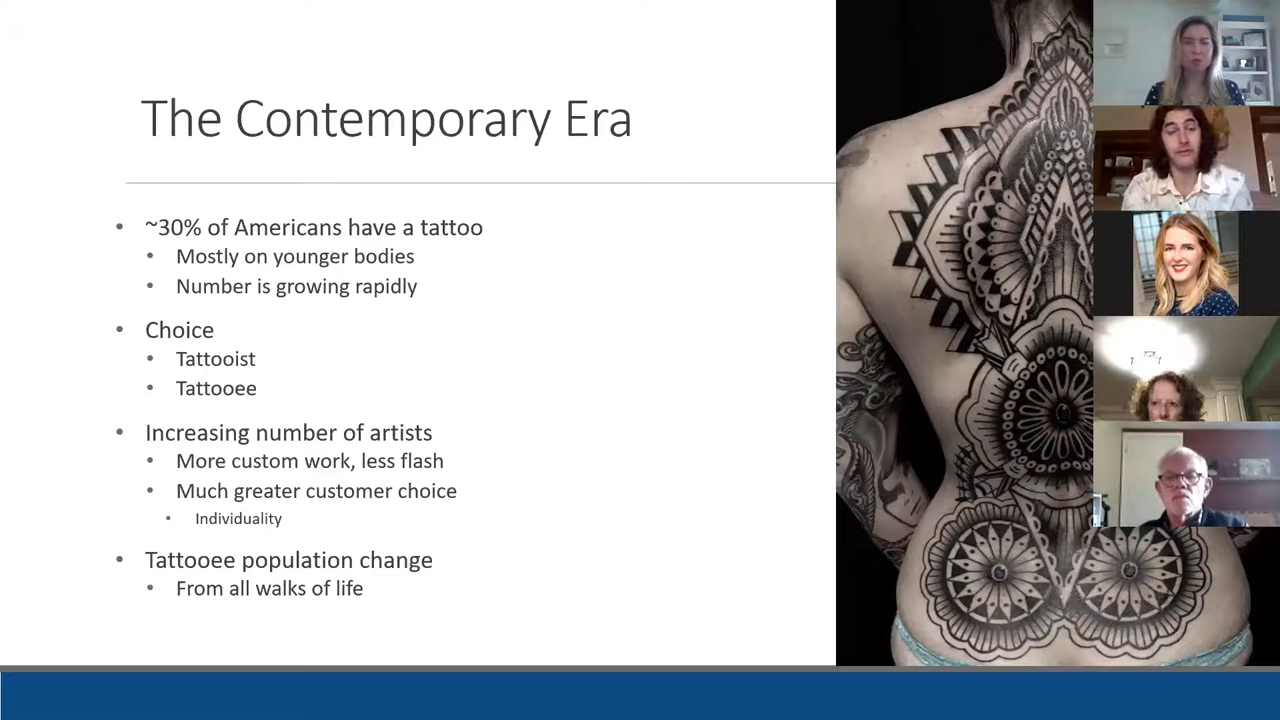 The Contemporary Era
• ~30% of Americans have a tattoo
• Mostly on younger bodies
• Number is growing rapidly
• Choice
• Tattooist
• Tattooee
• Increasing number of artists
• More custom work, less flash
• Much greater customer choice
• Individuality
• Tattooee population change
• From all walks of life